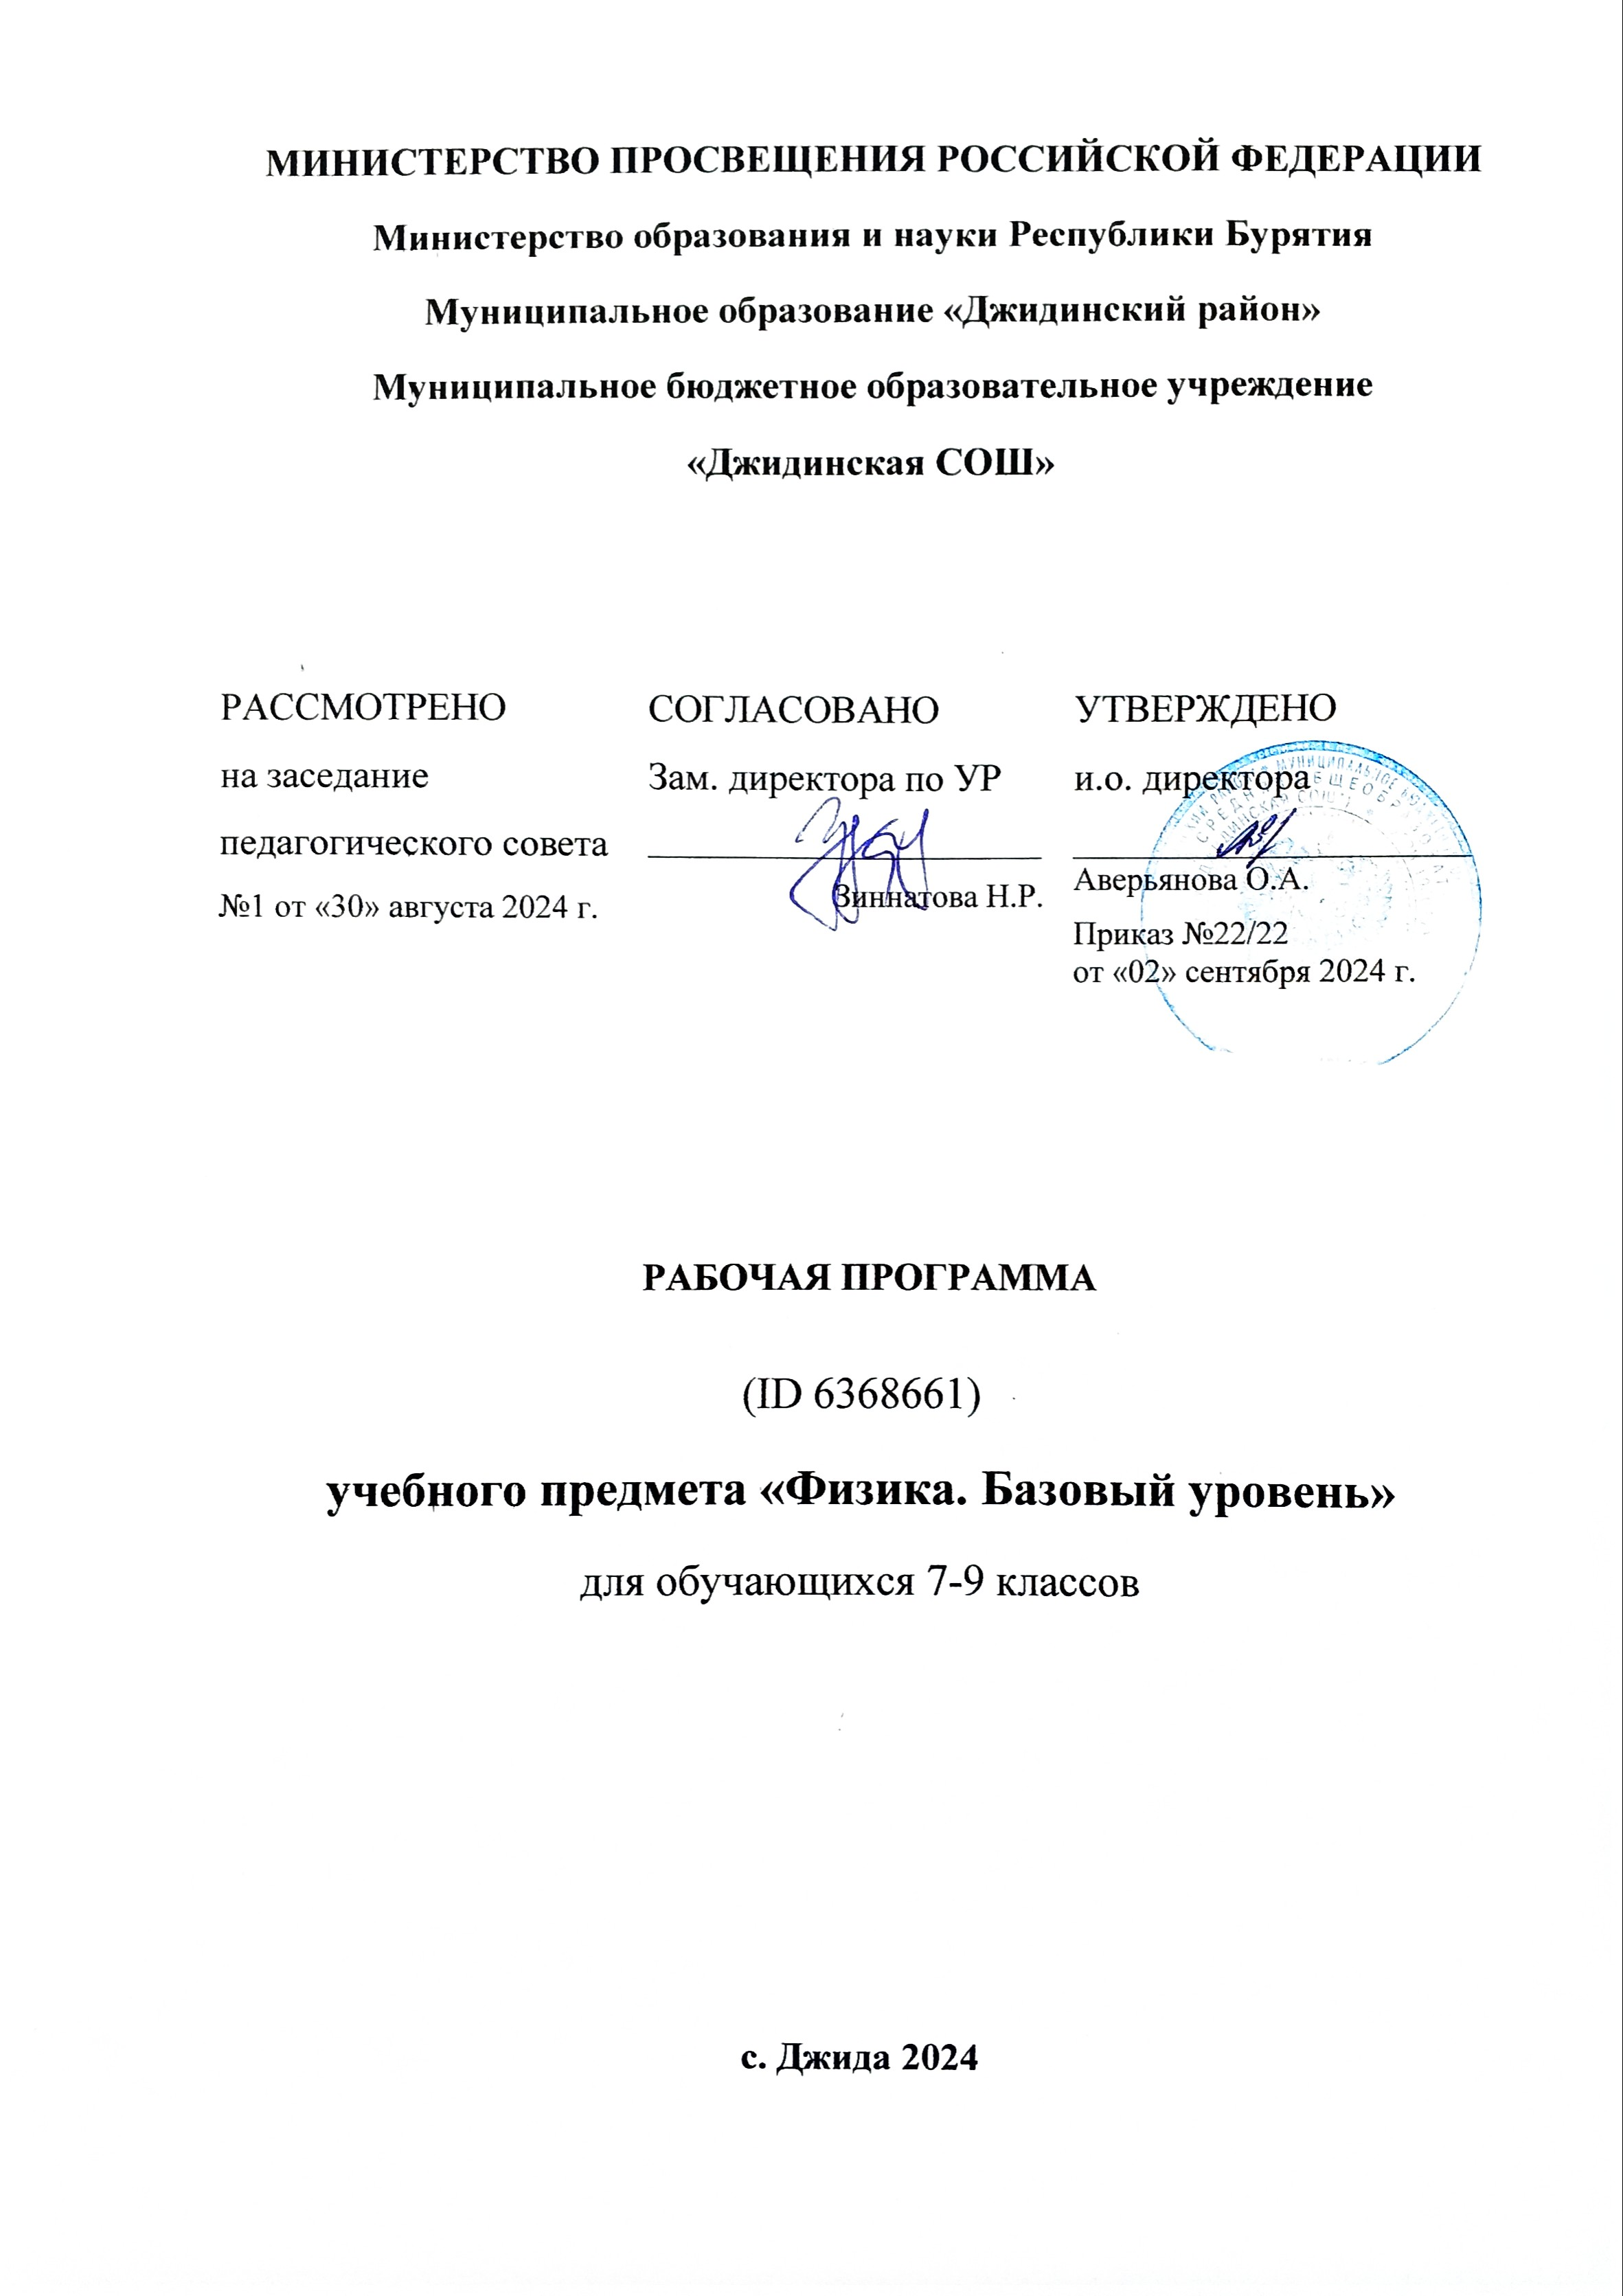 МИНИСТЕРСТВО ПРОСВЕЩЕНИЯ РОССИЙСКОЙ ФЕДЕРАЦИИ
Министерство образования и науки Республики Бурятия
Муниципальное образование «Джидинский район»
Муниципальное бюджетное образовательное учреждение
«Джидинская СОШ»
РАССМОТРЕНО
на заседание
педагогического совета
№1 от «30» августа 2024 г.
СОГЛАСОВАНО
Зам. директора по УР
Зиннатова Н.Р.
УТВЕРЖДЕНО
и.о. директора
Аверьянова О.А.
Приказ №22/22
от «02» сентября 2024 г.
МУНИЦИПАЛЬНОЕ
РАБОЧАЯ ПРОГРАММА
(ID 6368661)
учебного предмета «Физика. Базовый уровень»
для обучающихся 7-9 классов
с. Джида 2024